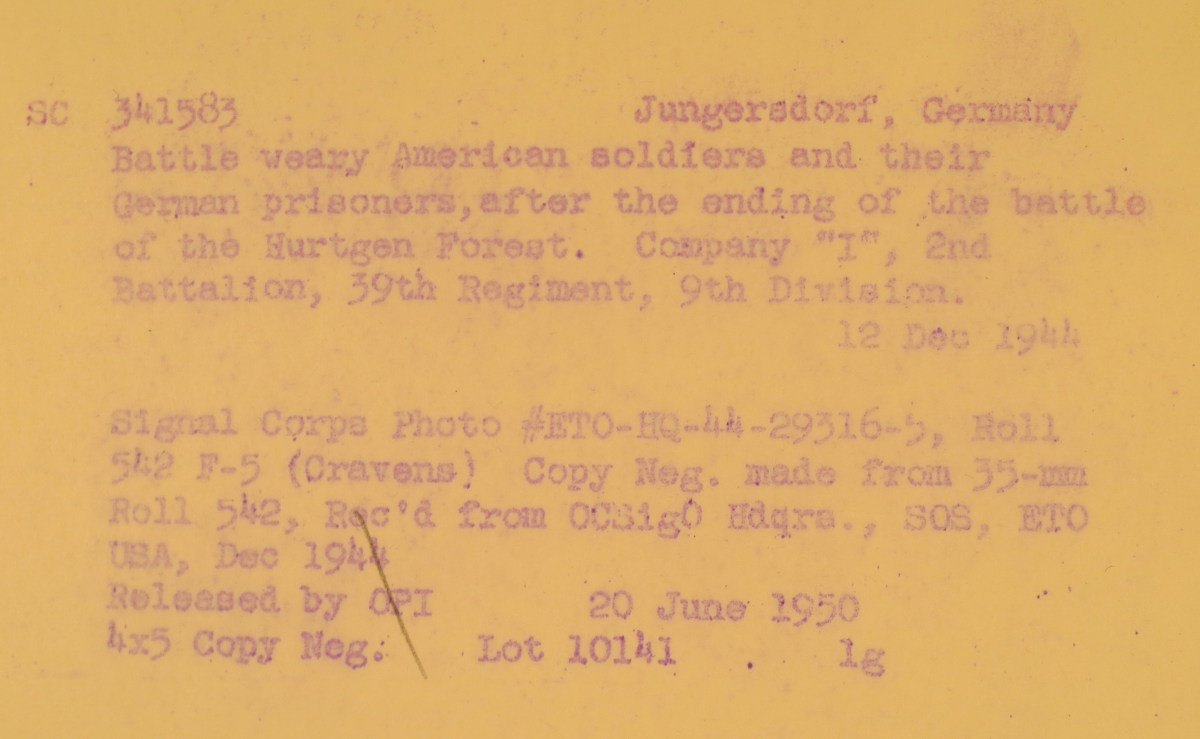 SC 341583 Jungersdorf, Germany
Battle weary American soldiers and their
German prisoners,after the ending of the battle
of the Hurtgen Forest. Company "I", 2nd
Battalion, 39th Regiment, 9th Division.
12 Dec 1944
Signal Corps Photo #ETO-HQ-44-29316-5, Roll
542 F-5 (Cravens) Copy Neg. made from 35-mm
Roll 542, Rec'd from OCSigO Hdqrs., SOS, ETO
USA, Dec 1944
Released by OPI 20 June 1950
4x5 Copy Neg. Lot 10141 . lg